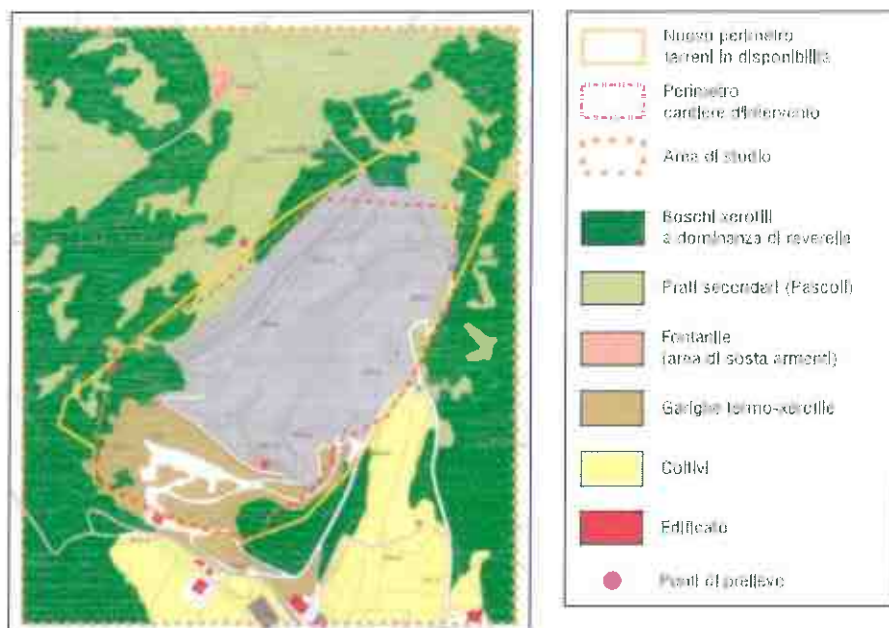 Nuovo perimetro
terreni in disponibilità
Perimetro
cantiere d'intervento
Area di studio
Boschi xerofili
a dominanza di roverella
Prati secondari (Pascoli)
Fontanile
(area di sosta armenti)
Garighe termo-xerofile
Coltivi
Edificato
Punti di prelievo